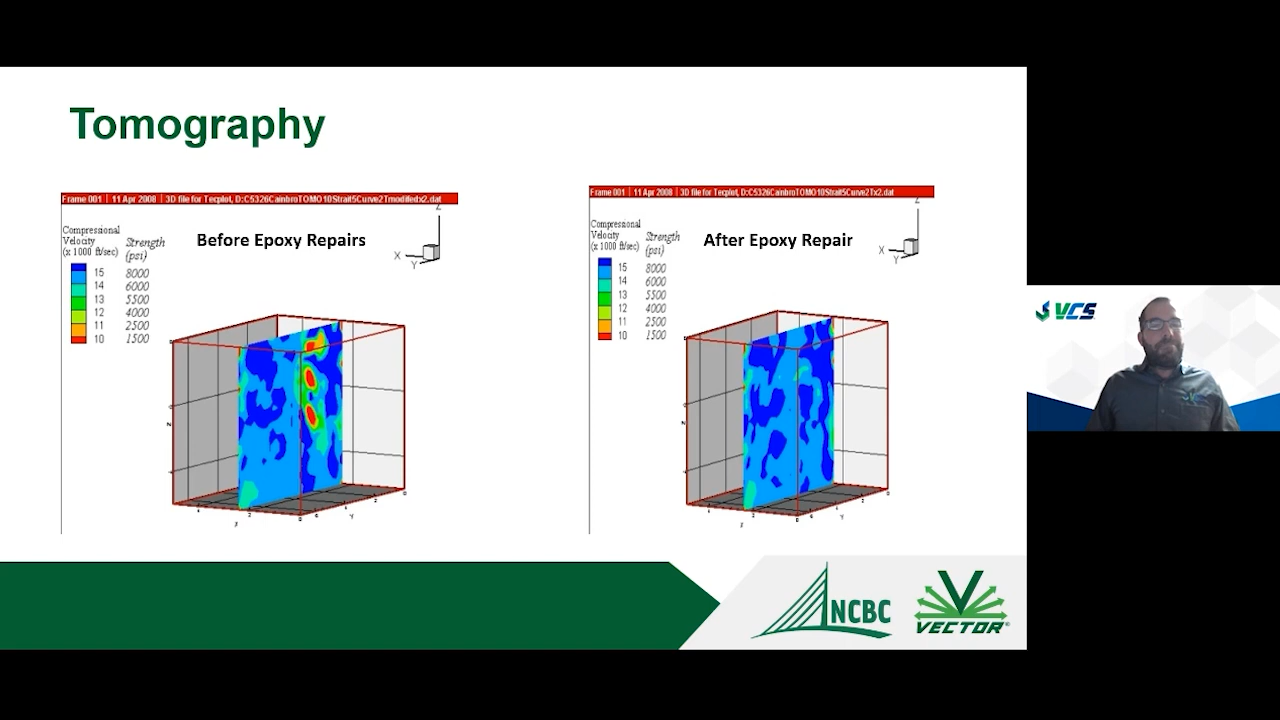 Tomography
Frame 001 | 11 Apr 2008 | 3D file for Tecplot, D:C5326CainbroTOMO10Strait5Curve2Tmodifiedx2.dat
Before Epoxy Repairs
Compressional
Velocity
(x 1000 ft/sec)
Strength
(psi)
15 8000
14 6000
13 5500
12 4000
11 2500
10 1500
Z
X
Y
Frame 001 | 11 Apr 2008 | 3D file for Tecplot, D:C5326CainbroTOMO10Strait5Curve2Tx2.dat
After Epoxy Repair
Compressional
Velocity
(x 1000 ft/sec)
Strength
(psi)
15 8000
14 6000
13 5500
12 4000
11 2500
10 1500
Z
X
Y
NCBC
VECTOR®
VCS